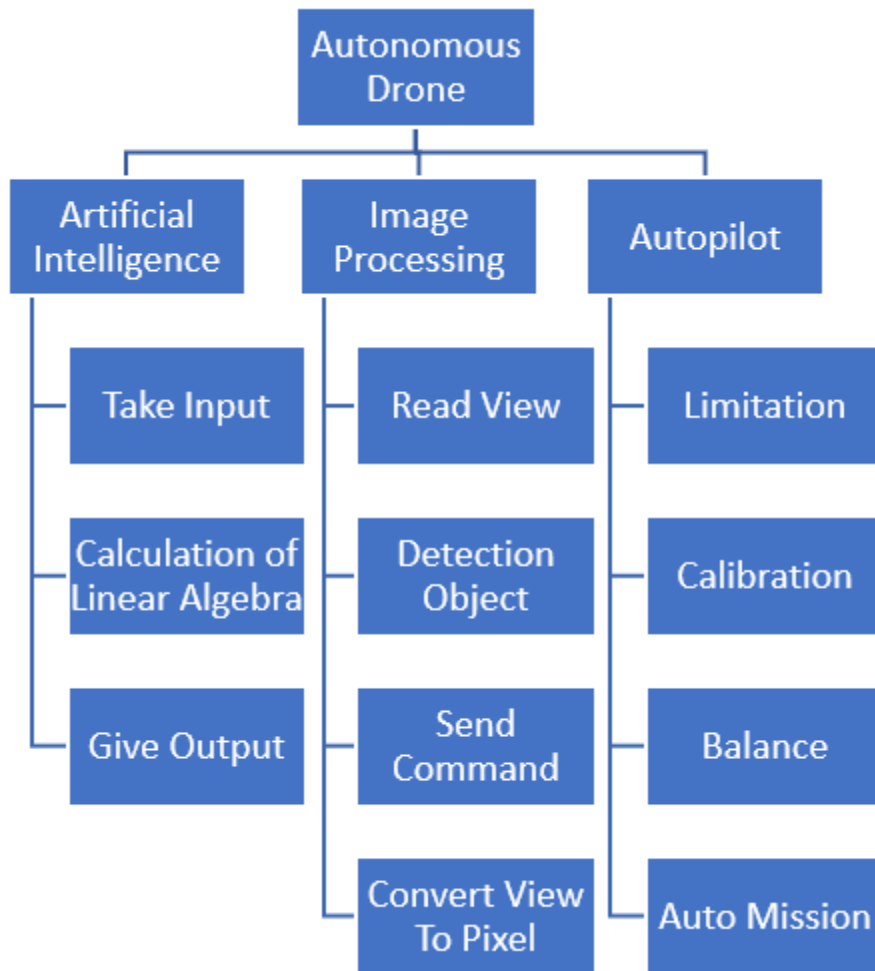 Autonomous
Drone
Artificial
Intelligence
Image
Processing
Autopilot
Take Input
Read View
Limitation
Calculation of
Linear Algebra
Detection
Object
Calibration
Give Output
Send
Command
Balance
Convert View
To Pixel
Auto Mission